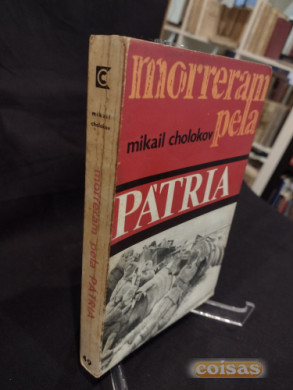 morreram
pela
mikail cholokov
PÁTRIA
C
mikail
cholokov
morreram pela PÁTRIA
coisas